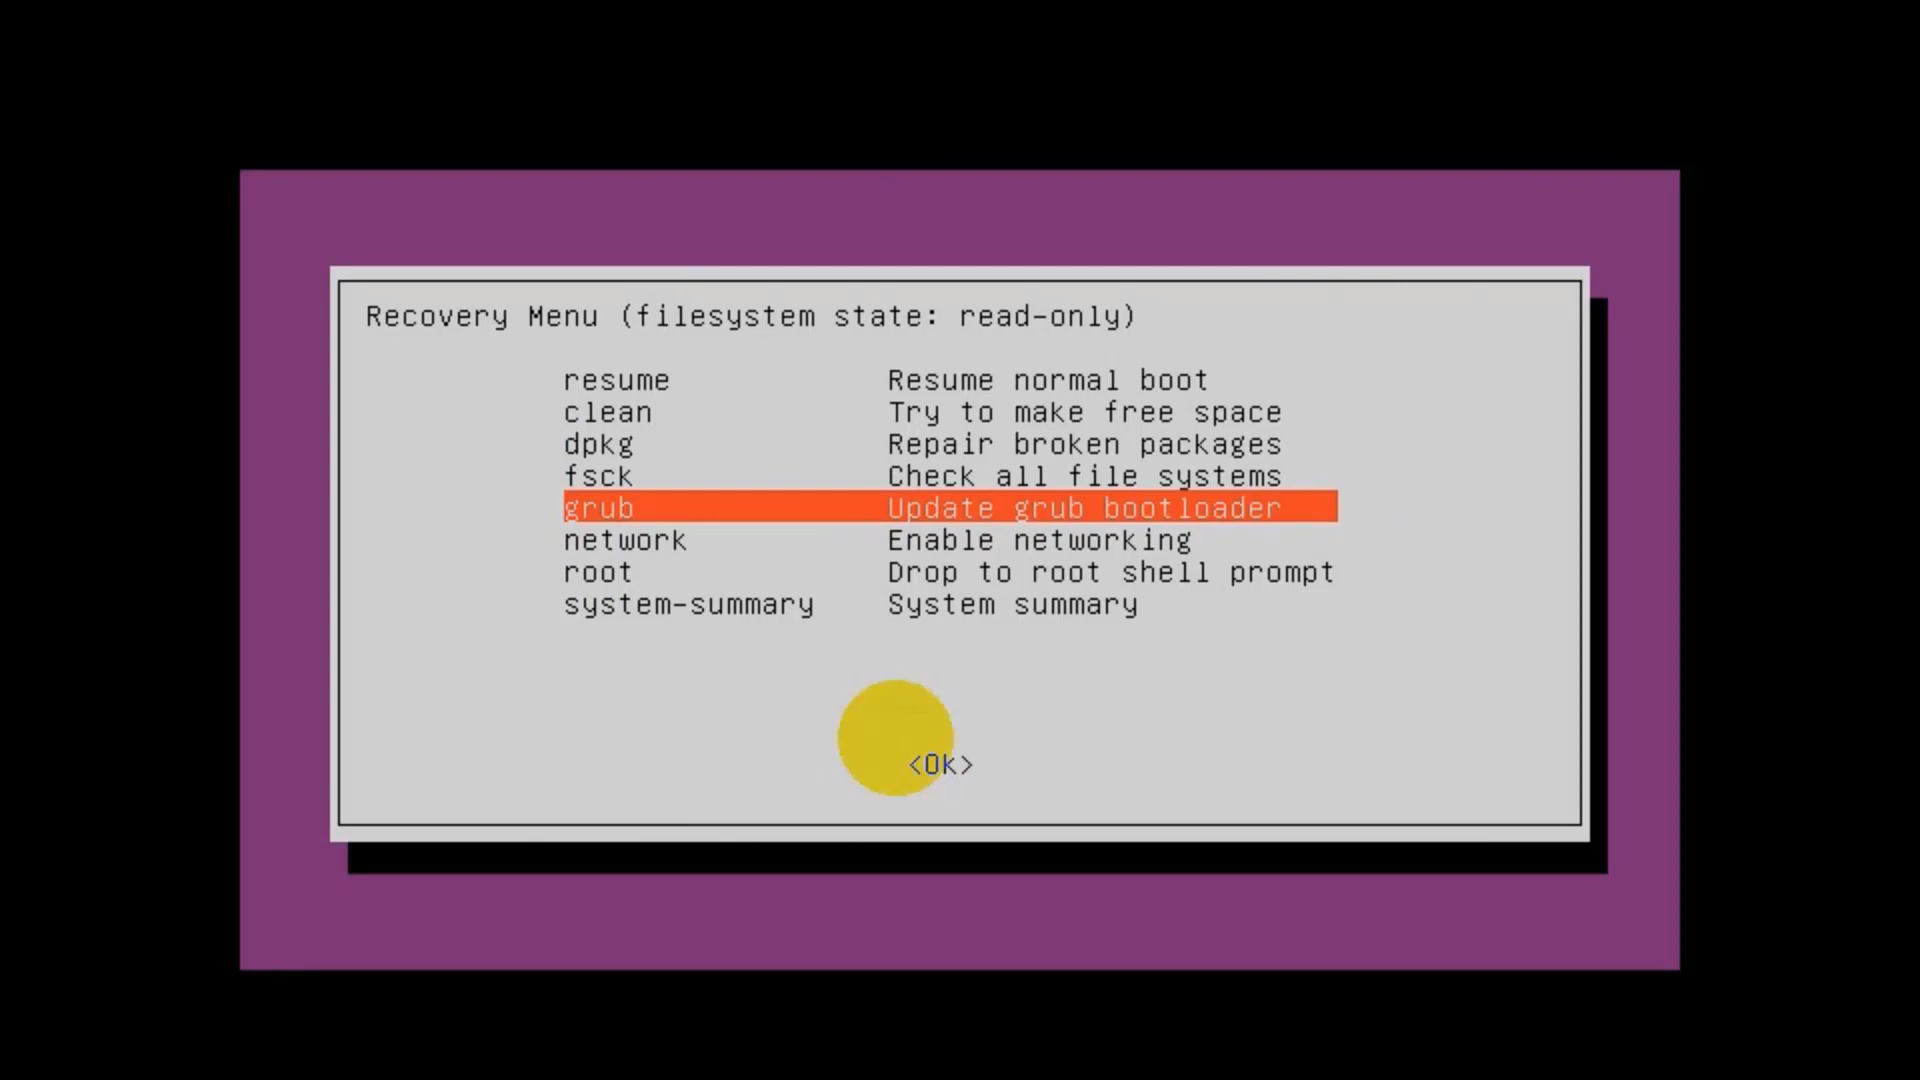 Recovery Menu (filesystem state: read-only)
resume Resume normal boot
clean Try to make free space
dpkg Repair broken packages
fsck Check all file systems
grub Update grub bootloader
network Enable networking
root Drop to root shell prompt
system-summary System summary
<Ok>